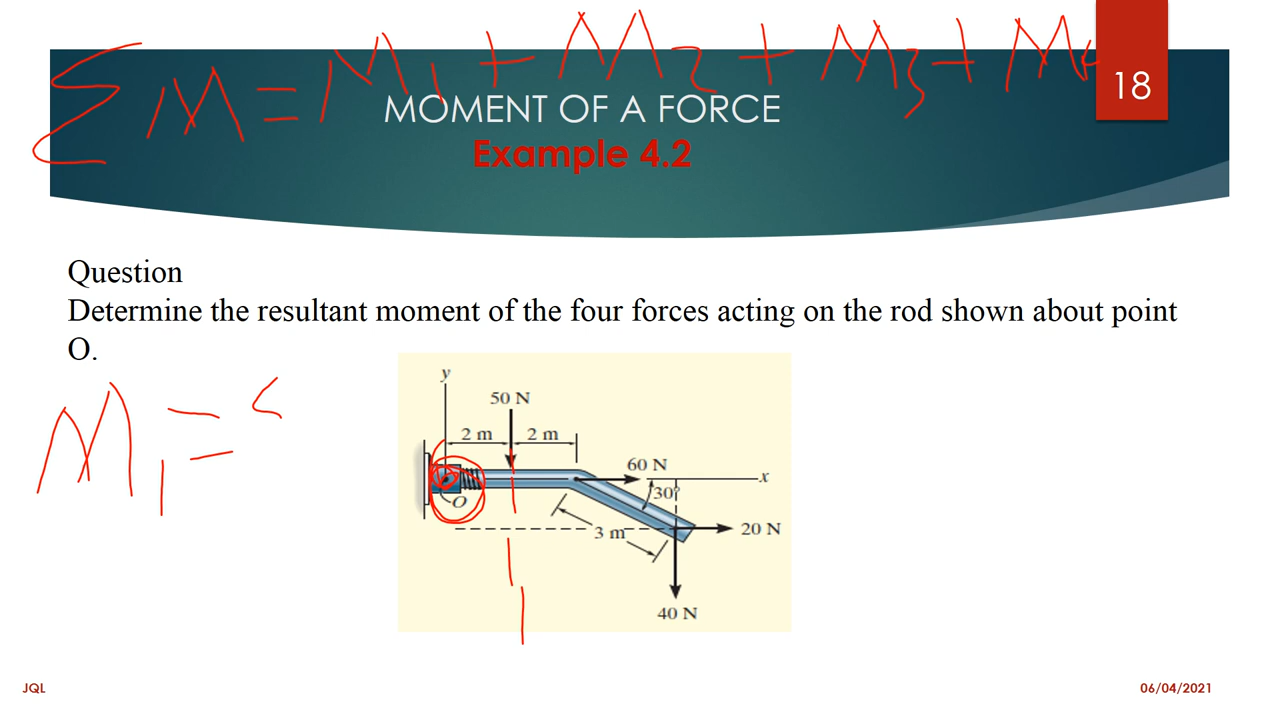 ΣM = M1 + M2 + M3 + M4
18
MOMENT OF A FORCE
Example 4.2
Question
Determine the resultant moment of the four forces acting on the rod shown about point
O.
M1 =
y
50 N
2 m
2 m
60 N
x
30°
O
3 m
20 N
40 N
JQL
06/04/2021